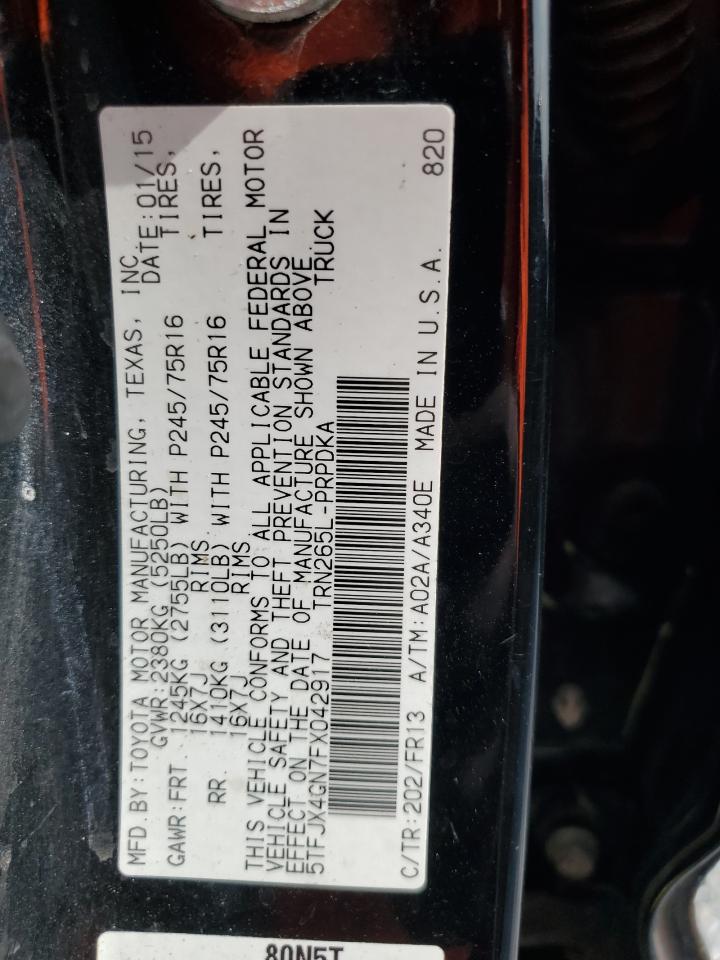 MFD.BY:TOYOTA MOTOR MANUFACTURING, TEXAS, INC.
GVWR:2380KG (5250LB) DATE:01/15
GAWR:FRT. 1245KG (2755LB) WITH P245/75R16 TIRES,
16X7J RIMS
RR. 1410KG (3110LB) WITH P245/75R16 TIRES,
16X7J RIMS
THIS VEHICLE CONFORMS TO ALL APPLICABLE FEDERAL MOTOR
VEHICLE SAFETY AND THEFT PREVENTION STANDARDS IN
EFFECT ON THE DATE OF MANUFACTURE SHOWN ABOVE.
5TFJX4GN7FX042917 TRN265L-PRPDKA TRUCK
C/TR:202/FR13 A/TM:A02A/A340E MADE IN U.S.A. 820
80N5T